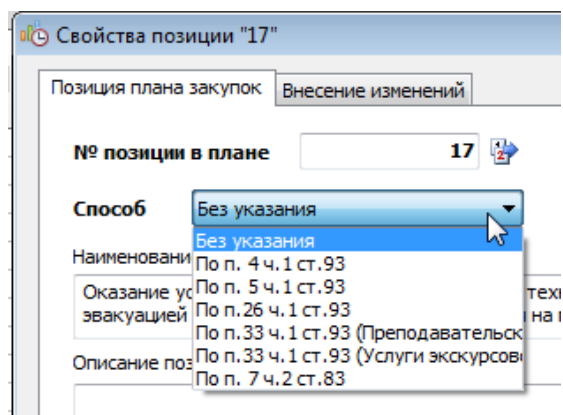 Свойства позиции "17"
Позиция плана закупок Внесение изменений
№ позиции в плане 17
Способ Без указания
Без указания
Наименовани
По п. 4 ч.1 ст.93
По п. 5 ч.1 ст.93
Оказание ус
По п.26 ч.1 ст.93
эвакуацией
на
По п.33 ч.1 ст.93 (Преподавательск
По п.33 ч.1 ст.93 (Услуги экскурсово
Описание поз
По п. 7 ч.2 ст.83